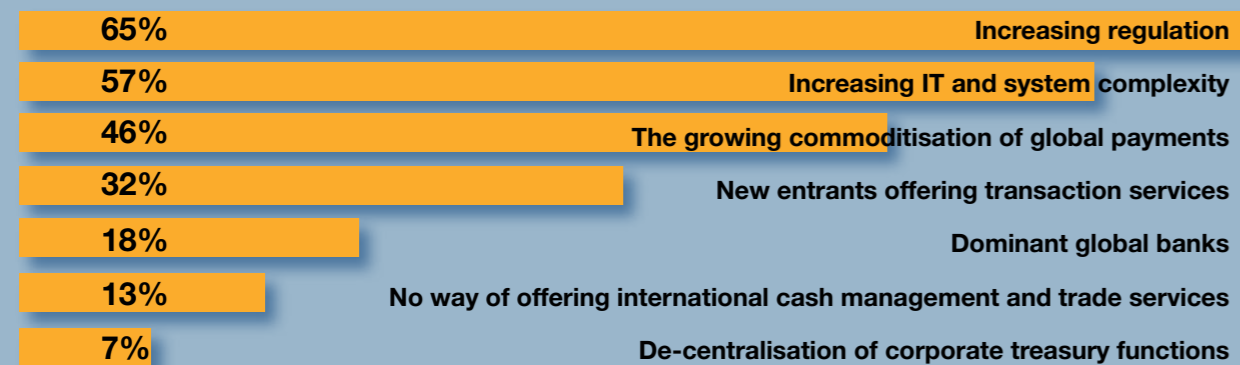 65% Increasing regulation
57% Increasing IT and system complexity
46% The growing commoditisation of global payments
32% New entrants offering transaction services
18% Dominant global banks
13% No way of offering international cash management and trade services
7% De-centralisation of corporate treasury functions